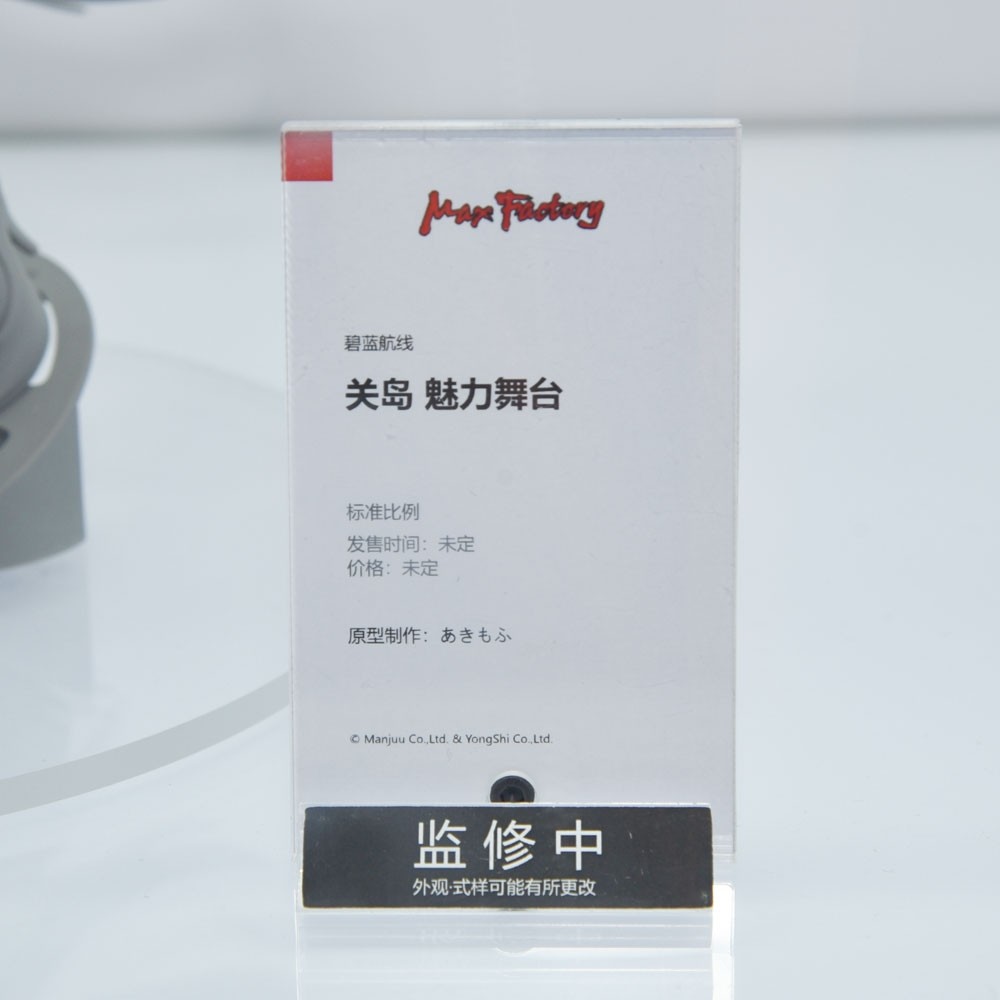 Max Factory
碧蓝航线
关岛 魅力舞台
标准比例
发售时间：未定
价格：未定
原型制作：あきもふ
© Manjuu Co.,Ltd. & YongShi Co.,Ltd.
监修中
外观·式样可能有所更改